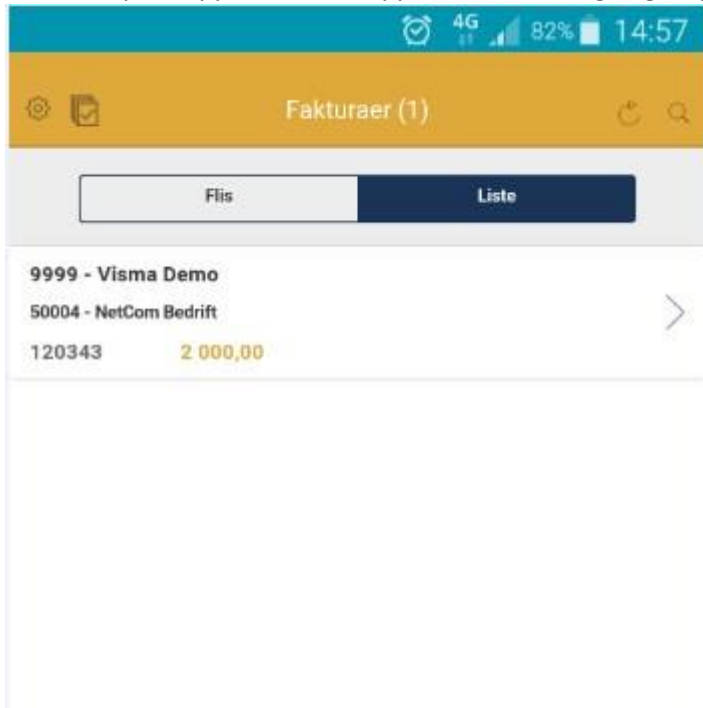 4G 82% 14:57
Fakturaer (1)
Flis Liste
9999 - Visma Demo
50004 - NetCom Bedrift
120343 2 000,00